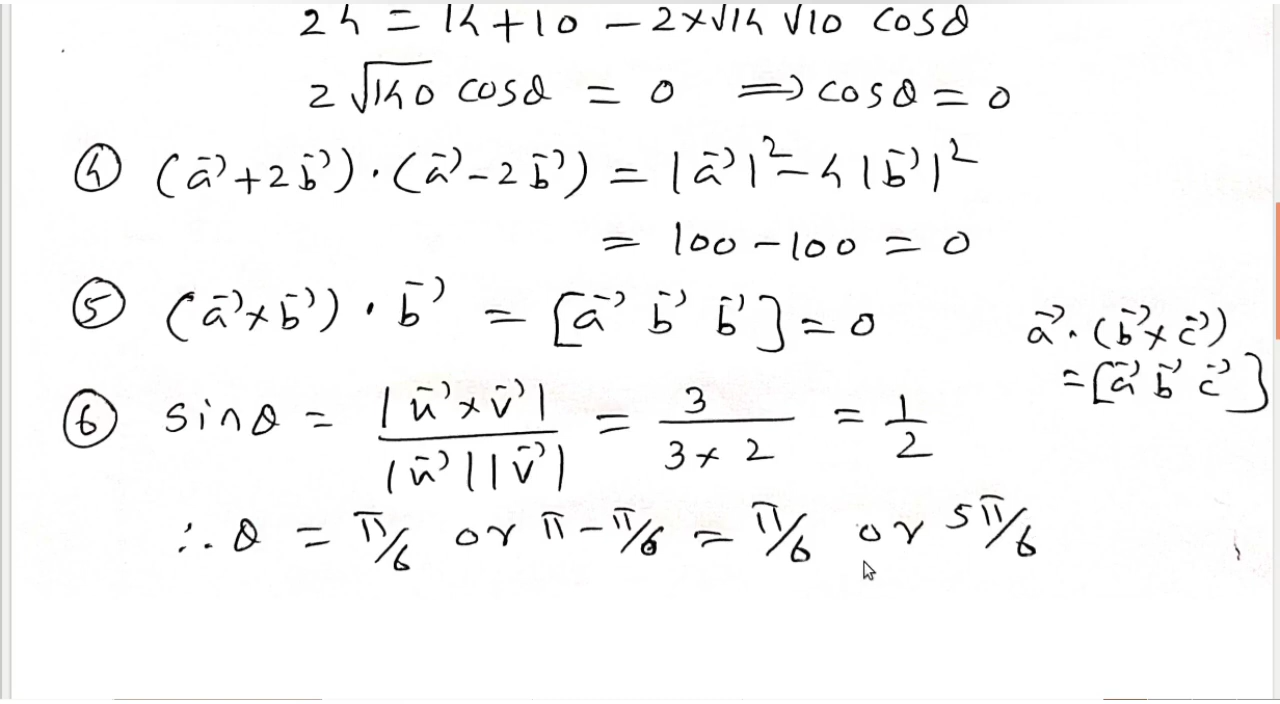 24 = 14 + 10 - 2×√14 √10 cosθ
2√140 cosθ = 0 ⟹ cosθ = 0
④ (a⃗ + 2b⃗) · (a⃗ - 2b⃗) = |a⃗|² - 4|b⃗|²
= 100 - 100 = 0
⑤ (a⃗ × b⃗) · b⃗ = [a⃗ b⃗ b⃗] = 0
a⃗ · (b⃗ × c⃗)
= [a⃗ b⃗ c⃗]
⑥ sinθ = |u⃗ × v⃗| / |u⃗||v⃗| = 3 / 3 × 2 = 1/2
∴ θ = π/6 or π - π/6 = π/6 or 5π/6